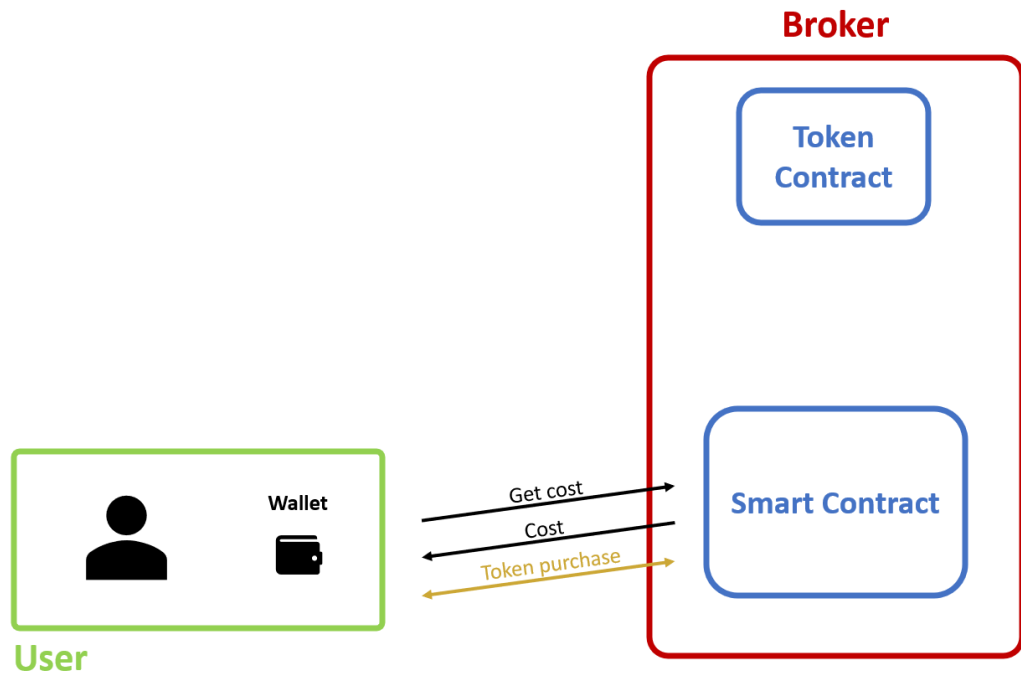 Broker
Token
Contract
Wallet
Get cost
Cost
Token purchase
Smart Contract
User